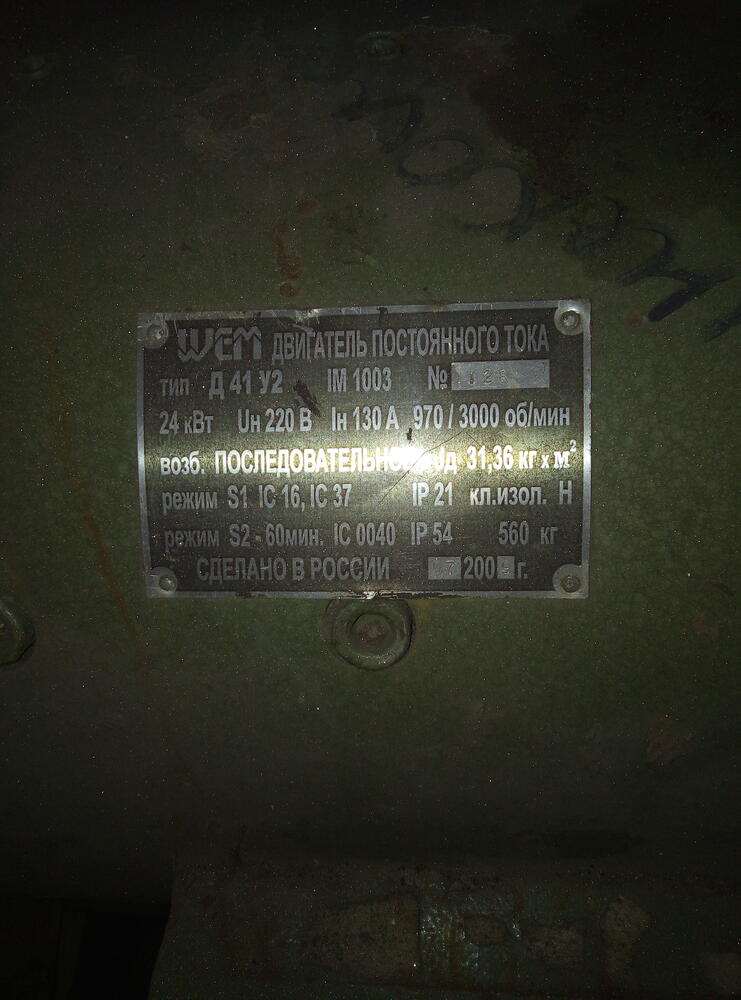 WEM ДВИГАТЕЛЬ ПОСТОЯННОГО ТОКА
тип Д 41 У2 IM 1003 №
24 кВт Uн 220 В Iн 130 А 970 / 3000 об/мин
возб. ПОСЛЕДОВАТЕЛЬНОЕ Jд 31,36 кг х м²
режим S1 IC 16, IC 37 IP 21 кл.изол. Н
режим S2 - 60мин. IC 0040 IP 54 560 кг
СДЕЛАНО В РОССИИ 200 г.